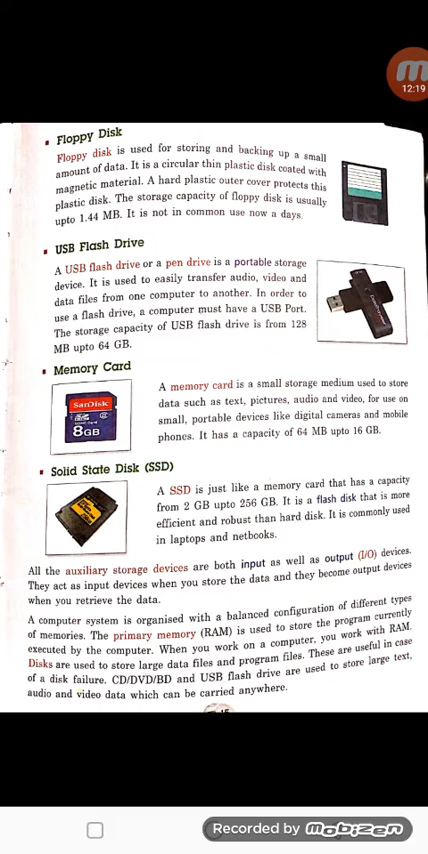 12:19
▪ Floppy Disk
Floppy disk is used for storing and backing up a small
amount of data. It is a circular thin plastic disk coated with
magnetic material. A hard plastic outer cover protects this
plastic disk. The storage capacity of floppy disk is usually
upto 1.44 MB. It is not in common use now a days.
▪ USB Flash Drive
A USB flash drive or a pen drive is a portable storage
device. It is used to easily transfer audio, video and
data files from one computer to another. In order to
use a flash drive, a computer must have a USB Port.
The storage capacity of USB flash drive is from 128
MB upto 64 GB.
▪ Memory Card
SanDisk
8GB
A memory card is a small storage medium used to store
data such as text, pictures, audio and video, for use on
small, portable devices like digital cameras and mobile
phones. It has a capacity of 64 MB upto 16 GB.
▪ Solid State Disk (SSD)
A SSD is just like a memory card that has a capacity
from 2 GB upto 256 GB. It is a flash disk that is more
efficient and robust than hard disk. It is commonly used
in laptops and netbooks.
All the auxiliary storage devices are both input as well as output (I/O) devices.
They act as input devices when you store the data and they become output devices
when you retrieve the data.
A computer system is organised with a balanced configuration of different types
of memories. The primary memory (RAM) is used to store the program currently
executed by the computer. When you work on a computer, you work with RAM.
Disks are used to store large data files and program files. These are useful in case
of a disk failure. CD/DVD/BD and USB flash drive are used to store large text,
audio and video data which can be carried anywhere.
Recorded by mobizen